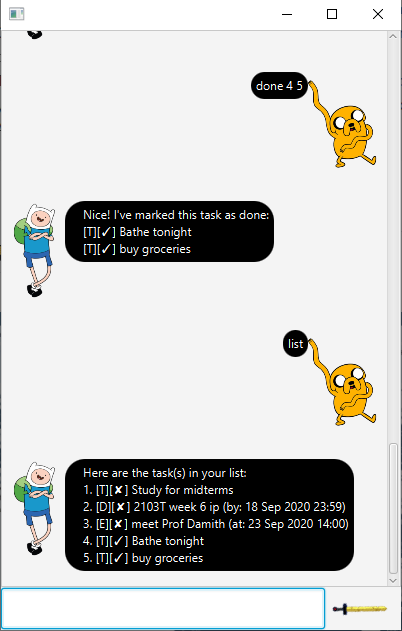 done 4 5
Nice! I've marked this task as done:
[T][✓] Bathe tonight
[T][✓] buy groceries
list
Here are the task(s) in your list:
1. [T][✘] Study for midterms
2. [D][✘] 2103T week 6 ip (by: 18 Sep 2020 23:59)
3. [E][✘] meet Prof Damith (at: 23 Sep 2020 14:00)
4. [T][✓] Bathe tonight
5. [T][✓] buy groceries